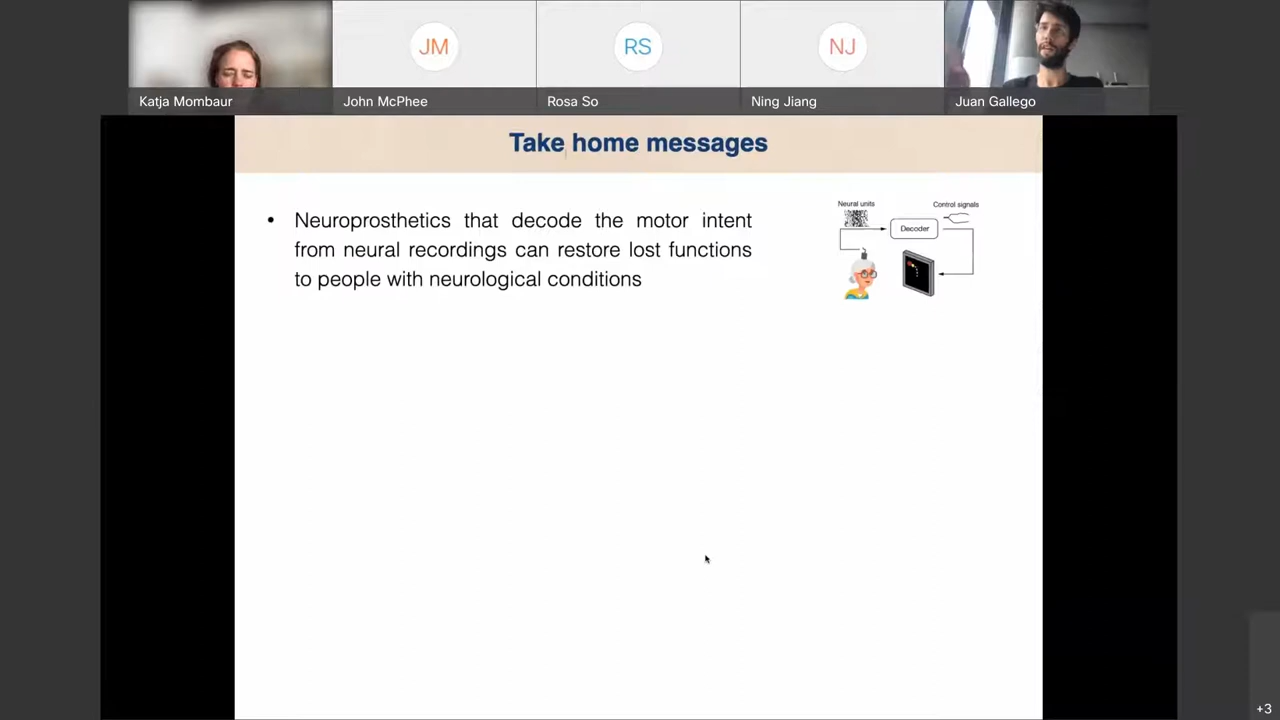 JM
RS
NJ
Katja Mombaur
John McPhee
Rosa So
Ning Jiang
Juan Gallego
Take home messages
• Neuroprosthetics that decode the motor intent
from neural recordings can restore lost functions
to people with neurological conditions
Neural units
Control signals
Decoder
+3